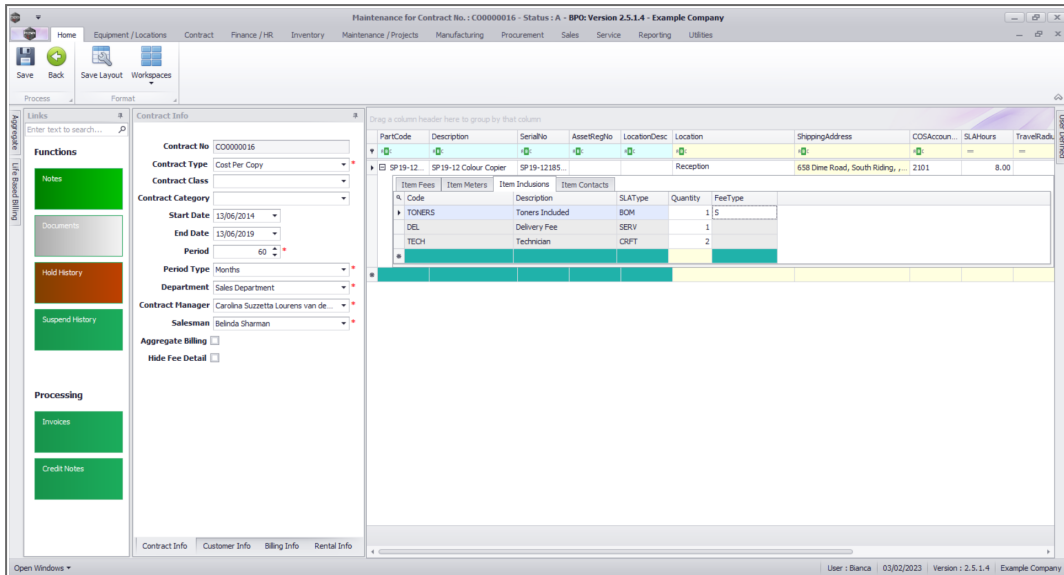 Maintenance for Contract No. : CO0000016 - Status : A - BPO: Version 2.5.1.4 - Example Company
Home Equipment / Locations Contract Finance / HR Inventory Maintenance / Projects Manufacturing Procurement Sales Service Reporting Utilities
Save Back Save Layout Workspaces
Process Format
Aggregate
Life Based Billing
Links
Enter text to search...
Functions
Notes
Documents
Hold History
Suspend History
Processing
Invoices
Credit Notes
Contract Info
Contract No CO0000016
Contract Type Cost Per Copy *
Contract Class
Contract Category
Start Date 13/06/2014
End Date 13/06/2019
Period 60 *
Period Type Months *
Department Sales Department *
Contract Manager Carolina Suzzetta Lourens van de... *
Salesman Belinda Sharman *
Aggregate Billing
Hide Fee Detail
Contract Info Customer Info Billing Info Rental Info
Drag a column header here to group by that column
PartCode Description SerialNo AssetRegNo LocationDesc Location ShippingAddress COSAccoun... SLAHours TravelRadiu
= =
SP19-12... SP19-12 Colour Copier SP19-12185... Reception 658 Dime Road, South Riding, ,... 2101 8.00
Item Fees Item Meters Item Inclusions Item Contacts
Code Description SLAType Quantity FeeType
TONERS Toners Included BOM 1 S
DEL Delivery Fee SERV 1
TECH Technician CRFT 2
User Defined
Open Windows User : Bianca 03/02/2023 Version : 2.5.1.4 Example Company